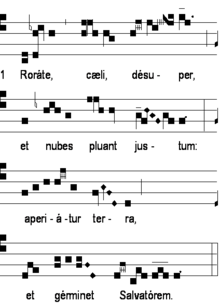 1 Roráte, cæli, désu - per,
et nubes pluant jus - tum:
aperi - á - tur ter - ra,
et gérminet Salvatórem.